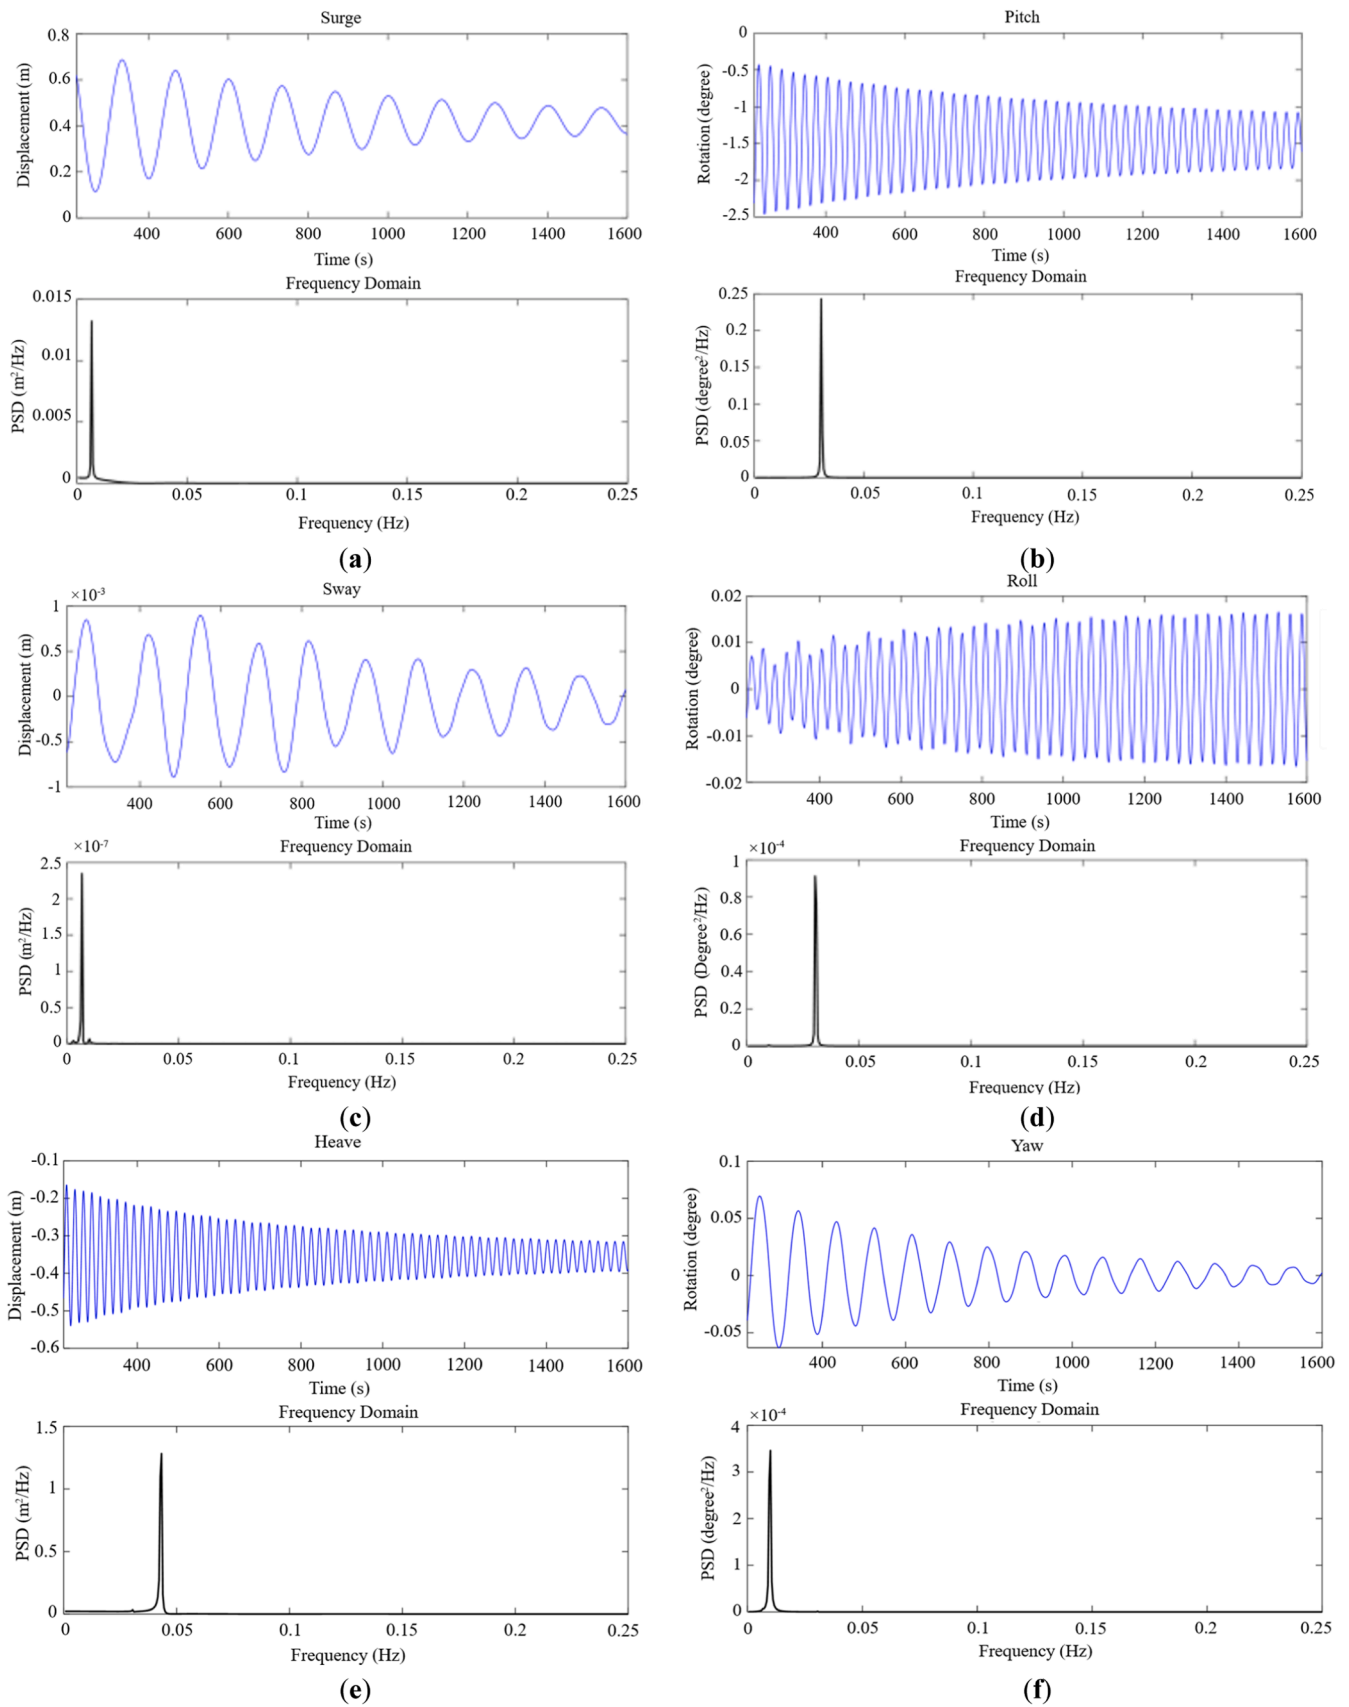 Surge
0.8
0.6
0.4
0.2
0
Displacement (m)
400 600 800 1000 1200 1400 1600
Time (s)
Frequency Domain
0.015
0.01
0.005
0
PSD (m²/Hz)
0 0.05 0.1 0.15 0.2 0.25
Frequency (Hz)
(a)
Pitch
0
-0.5
-1
-1.5
-2
-2.5
Rotation (degree)
400 600 800 1000 1200 1400 1600
Time (s)
Frequency Domain
0.25
0.2
0.15
0.1
0.05
0
PSD (degree²/Hz)
0 0.05 0.1 0.15 0.2 0.25
Frequency (Hz)
(b)
Sway
×10⁻³
1
0.5
0
-0.5
-1
Displacement (m)
400 600 800 1000 1200 1400 1600
Time (s)
Frequency Domain
×10⁻⁷
2.5
2
1.5
1
0.5
0
PSD (m²/Hz)
0 0.05 0.1 0.15 0.2 0.25
Frequency (Hz)
(c)
Roll
0.02
0.01
0
-0.01
-0.02
Rotation (degree)
400 600 800 1000 1200 1400 1600
Time (s)
Frequency Domain
×10⁻⁴
1
0.8
0.6
0.4
0.2
0
PSD (Degree²/Hz)
0 0.05 0.1 0.15 0.2 0.25
Frequency (Hz)
(d)
Heave
-0.1
-0.2
-0.3
-0.4
-0.5
-0.6
Displacement (m)
400 600 800 1000 1200 1400 1600
Time (s)
Frequency Domain
1.5
1
0.5
0
PSD (m²/Hz)
0 0.05 0.1 0.15 0.2 0.25
Frequency (Hz)
(e)
Yaw
0.1
0.05
0
-0.05
Rotation (degree)
400 600 800 1000 1200 1400 1600
Time (s)
Frequency Domain
×10⁻⁴
4
3
2
1
0
PSD (degree²/Hz)
0 0.05 0.1 0.15 0.2 0.25
Frequency (Hz)
(f)